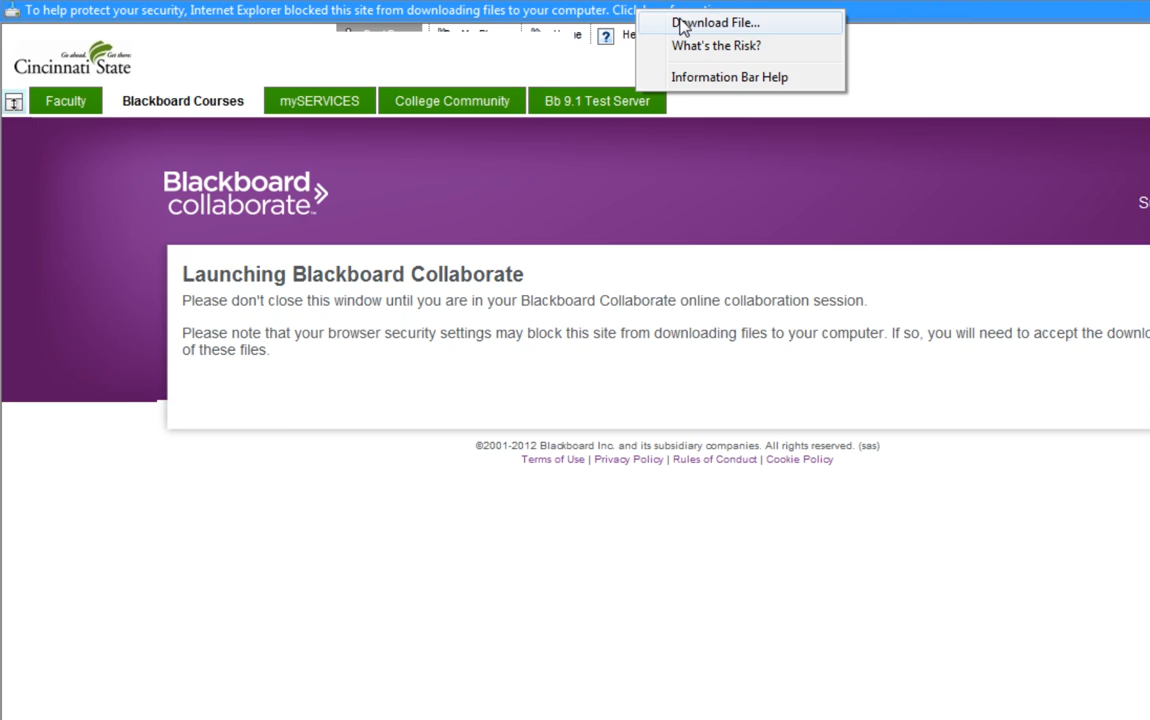 To help protect your security, Internet Explorer blocked this site from downloading files to your computer. Click
Download File...
What's the Risk?
Information Bar Help
Go ahead. Get there.
Cincinnati State
Faculty
Blackboard Courses
mySERVICES
College Community
Bb 9.1 Test Server
Blackboard
collaborate™
Launching Blackboard Collaborate
Please don't close this window until you are in your Blackboard Collaborate online collaboration session.
Please note that your browser security settings may block this site from downloading files to your computer. If so, you will need to accept the downlo
of these files.
©2001-2012 Blackboard Inc. and its subsidiary companies. All rights reserved. (sas)
Terms of Use | Privacy Policy | Rules of Conduct | Cookie Policy